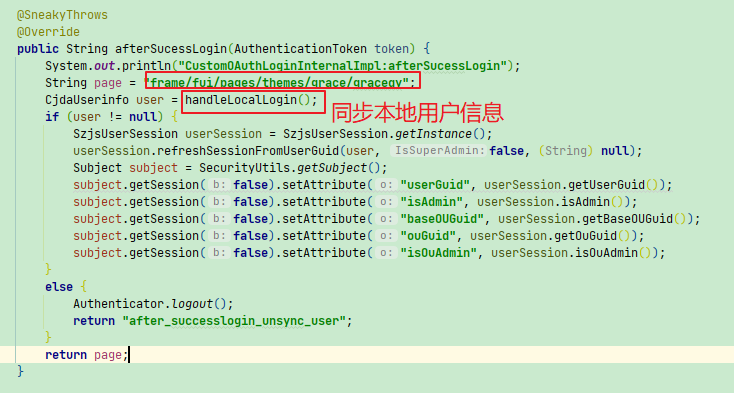 @SneakyThrows
@Override
public String afterSucessLogin(AuthenticationToken token) {
System.out.println("CustomOAuthLoginInternalImpl:afterSucessLogin");
String page = "frame/fui/pages/themes/grace/gracegy";
CjdaUserinfo user = handleLocalLogin();
同步本地用户信息
if (user != null) {
SzjsUserSession userSession = SzjsUserSession.getInstance();
userSession.refreshSessionFromUserGuid(user, IsSuperAdmin: false, (String) null);
Subject subject = SecurityUtils.getSubject();
subject.getSession( b: false).setAttribute( o: "userGuid", userSession.getUserGuid());
subject.getSession( b: false).setAttribute( o: "isAdmin", userSession.isAdmin());
subject.getSession( b: false).setAttribute( o: "baseOUGuid", userSession.getBaseOUGuid());
subject.getSession( b: false).setAttribute( o: "ouGuid", userSession.getOuGuid());
subject.getSession( b: false).setAttribute( o: "isOuAdmin", userSession.isOuAdmin());
}
else {
Authenticator.logout();
return "after_successlogin_unsync_user";
}
return page;
}